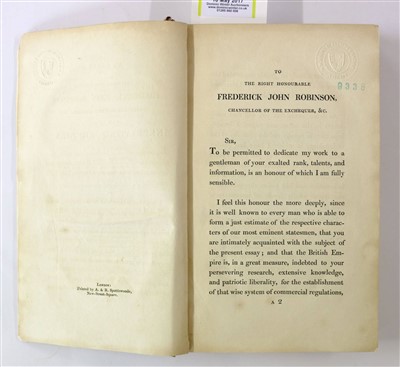 10 May 2017
London:
Printed by A. & R. Spottiswoode,
New-Street-Square.
TO
THE RIGHT HONOURABLE
FREDERICK JOHN ROBINSON,
CHANCELLOR OF THE EXCHEQUER, &C.
Sir,
To be permitted to dedicate my work to a
gentleman of your exalted rank, talents, and
information, is an honour of which I am fully
sensible.
I feel this honour the more deeply, since
it is well known to every man who is able to
form a just estimate of the respective charac-
ters of our most eminent statesmen, that you
are intimately acquainted with the subject of
the present essay; and that the British Em-
pire is, in a great measure, indebted to your
persevering research, extensive knowledge,
and patriotic liberality, for the establishment
of that wise system of commercial regulations,
A 2